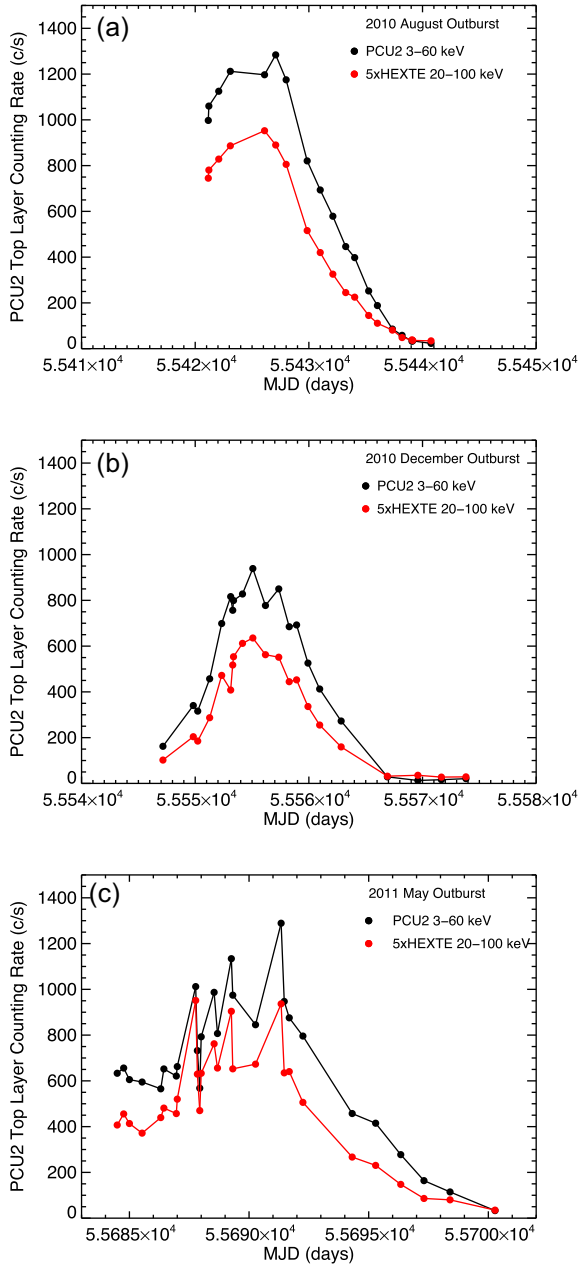 (a)
2010 August Outburst
PCU2 3−60 keV
5xHEXTE 20−100 keV
PCU2 Top Layer Counting Rate (c/s)
1400
1200
1000
800
600
400
200
0
5.541×10⁴ 5.542×10⁴ 5.543×10⁴ 5.544×10⁴ 5.545×10⁴
MJD (days)
(b)
2010 December Outburst
PCU2 3−60 keV
5xHEXTE 20−100 keV
PCU2 Top Layer Counting Rate (c/s)
1400
1200
1000
800
600
400
200
0
5.554×10⁴ 5.555×10⁴ 5.556×10⁴ 5.557×10⁴ 5.558×10⁴
MJD (days)
(c)
2011 May Outburst
PCU2 3−60 keV
5xHEXTE 20−100 keV
PCU2 Top Layer Counting Rate (c/s)
1400
1200
1000
800
600
400
200
0
5.5685×10⁴ 5.5690×10⁴ 5.5695×10⁴ 5.5700×10⁴
MJD (days)